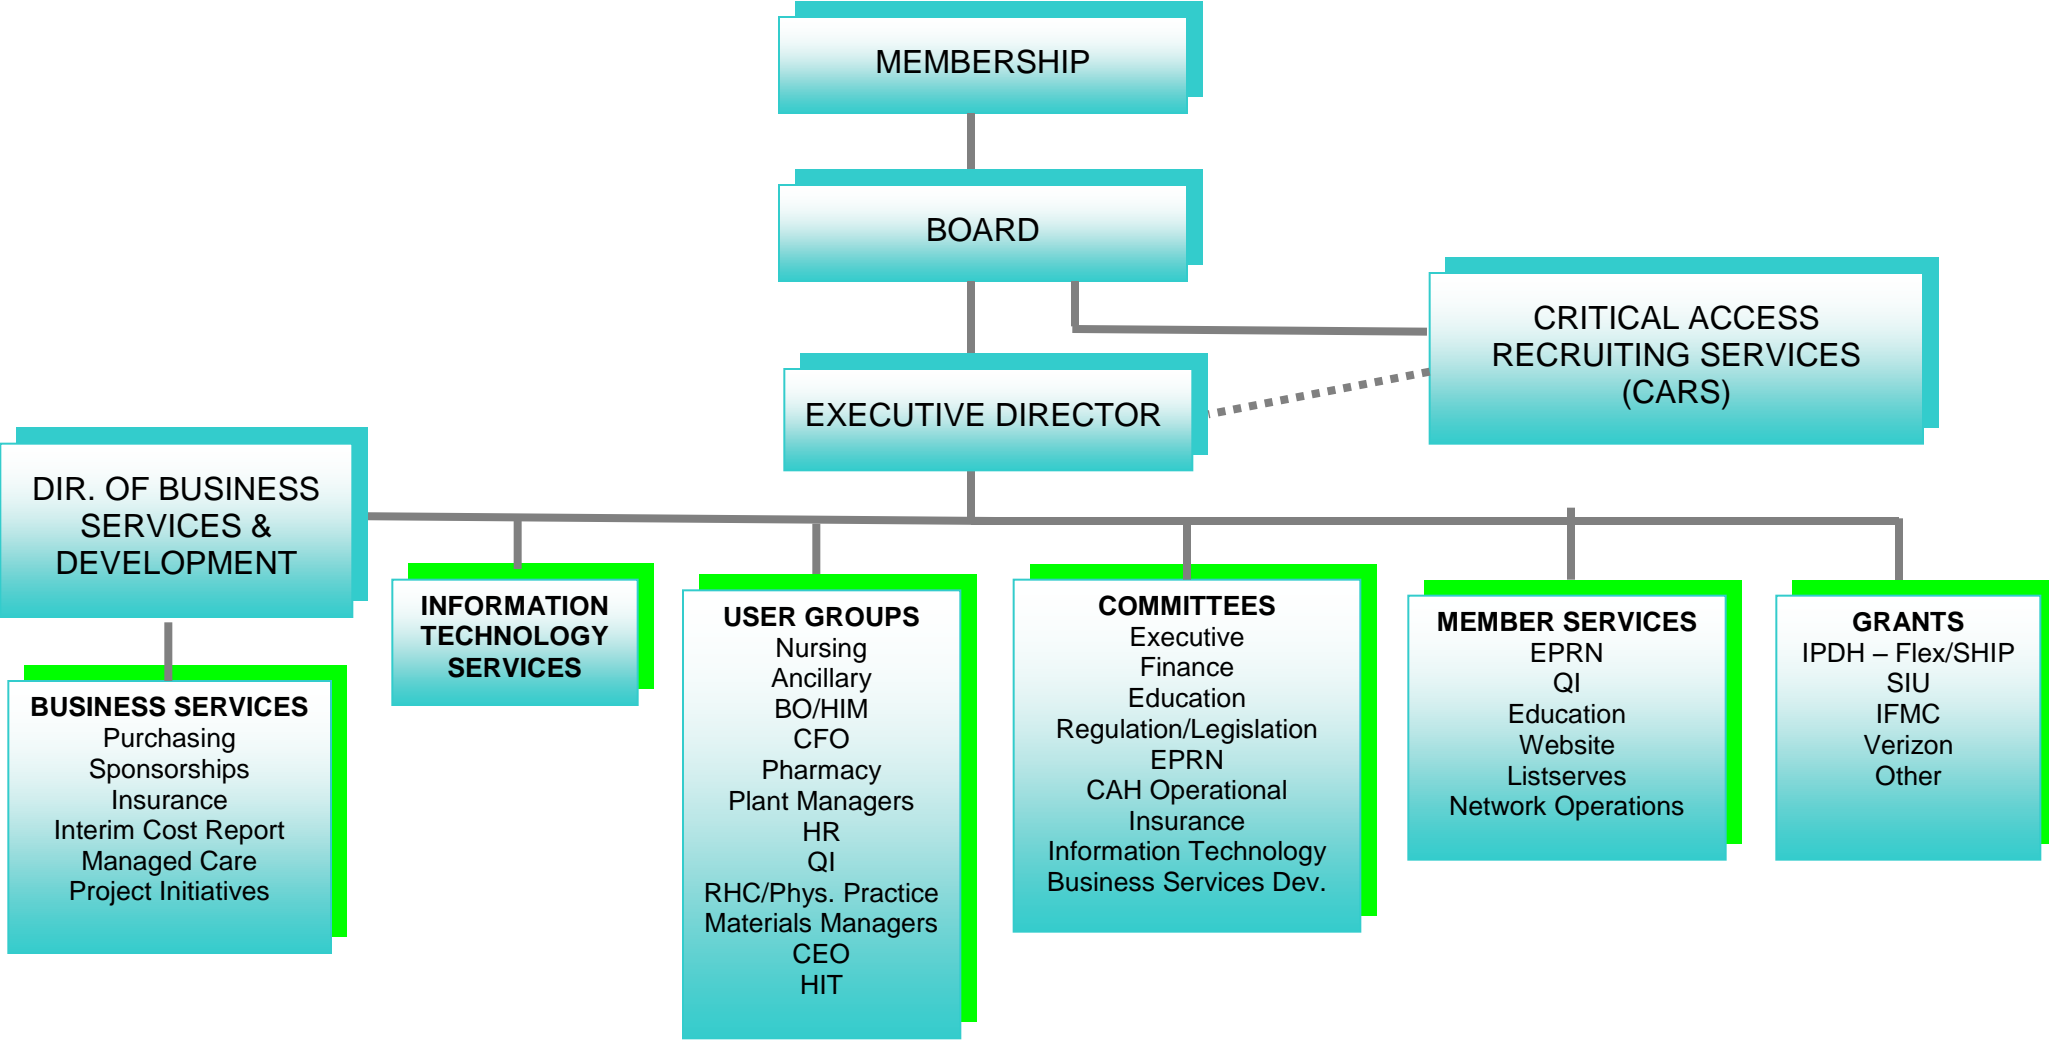 MEMBERSHIP
BOARD
CRITICAL ACCESS
RECRUITING SERVICES
(CARS)
EXECUTIVE DIRECTOR
DIR. OF BUSINESS
SERVICES &
DEVELOPMENT
BUSINESS SERVICES
Purchasing
Sponsorships
Insurance
Interim Cost Report
Managed Care
Project Initiatives
INFORMATION
TECHNOLOGY
SERVICES
USER GROUPS
Nursing
Ancillary
BO/HIM
CFO
Pharmacy
Plant Managers
HR
QI
RHC/Phys. Practice
Materials Managers
CEO
HIT
COMMITTEES
Executive
Finance
Education
Regulation/Legislation
EPRN
CAH Operational
Insurance
Information Technology
Business Services Dev.
MEMBER SERVICES
EPRN
QI
Education
Website
Listserves
Network Operations
GRANTS
IPDH – Flex/SHIP
SIU
IFMC
Verizon
Other